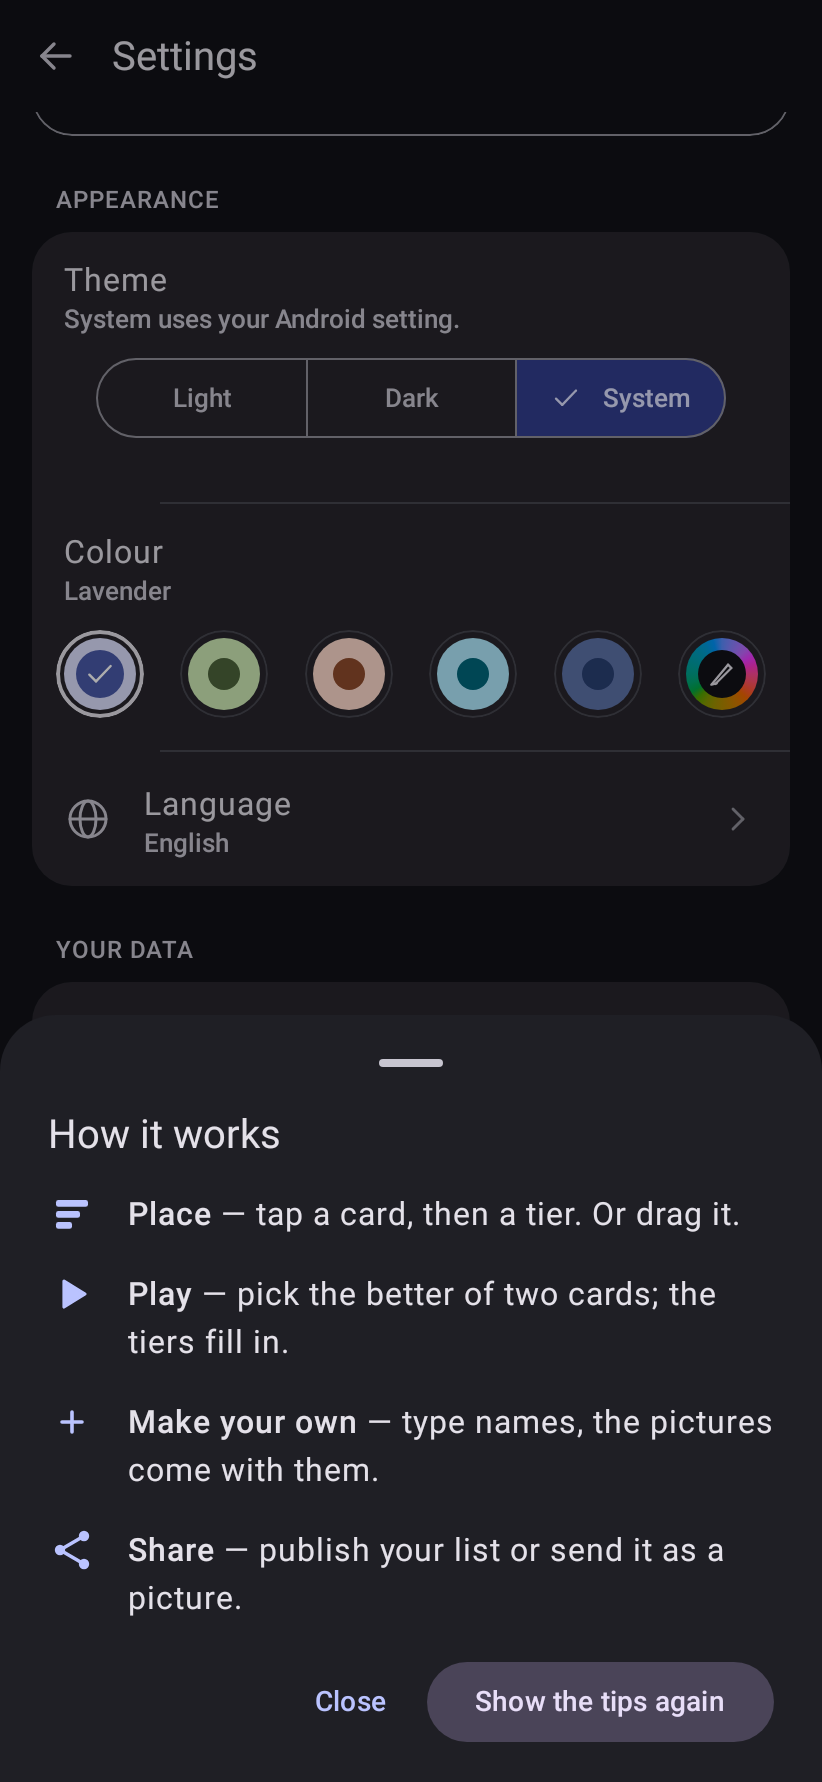 Settings
APPEARANCE
Theme
System uses your Android setting.
Light
Dark
System
Colour
Lavender
Language
English
YOUR DATA
How it works
Place — tap a card, then a tier. Or drag it.
Play — pick the better of two cards; the
tiers fill in.
Make your own — type names, the pictures
come with them.
Share — publish your list or send it as a
picture.
Close
Show the tips again